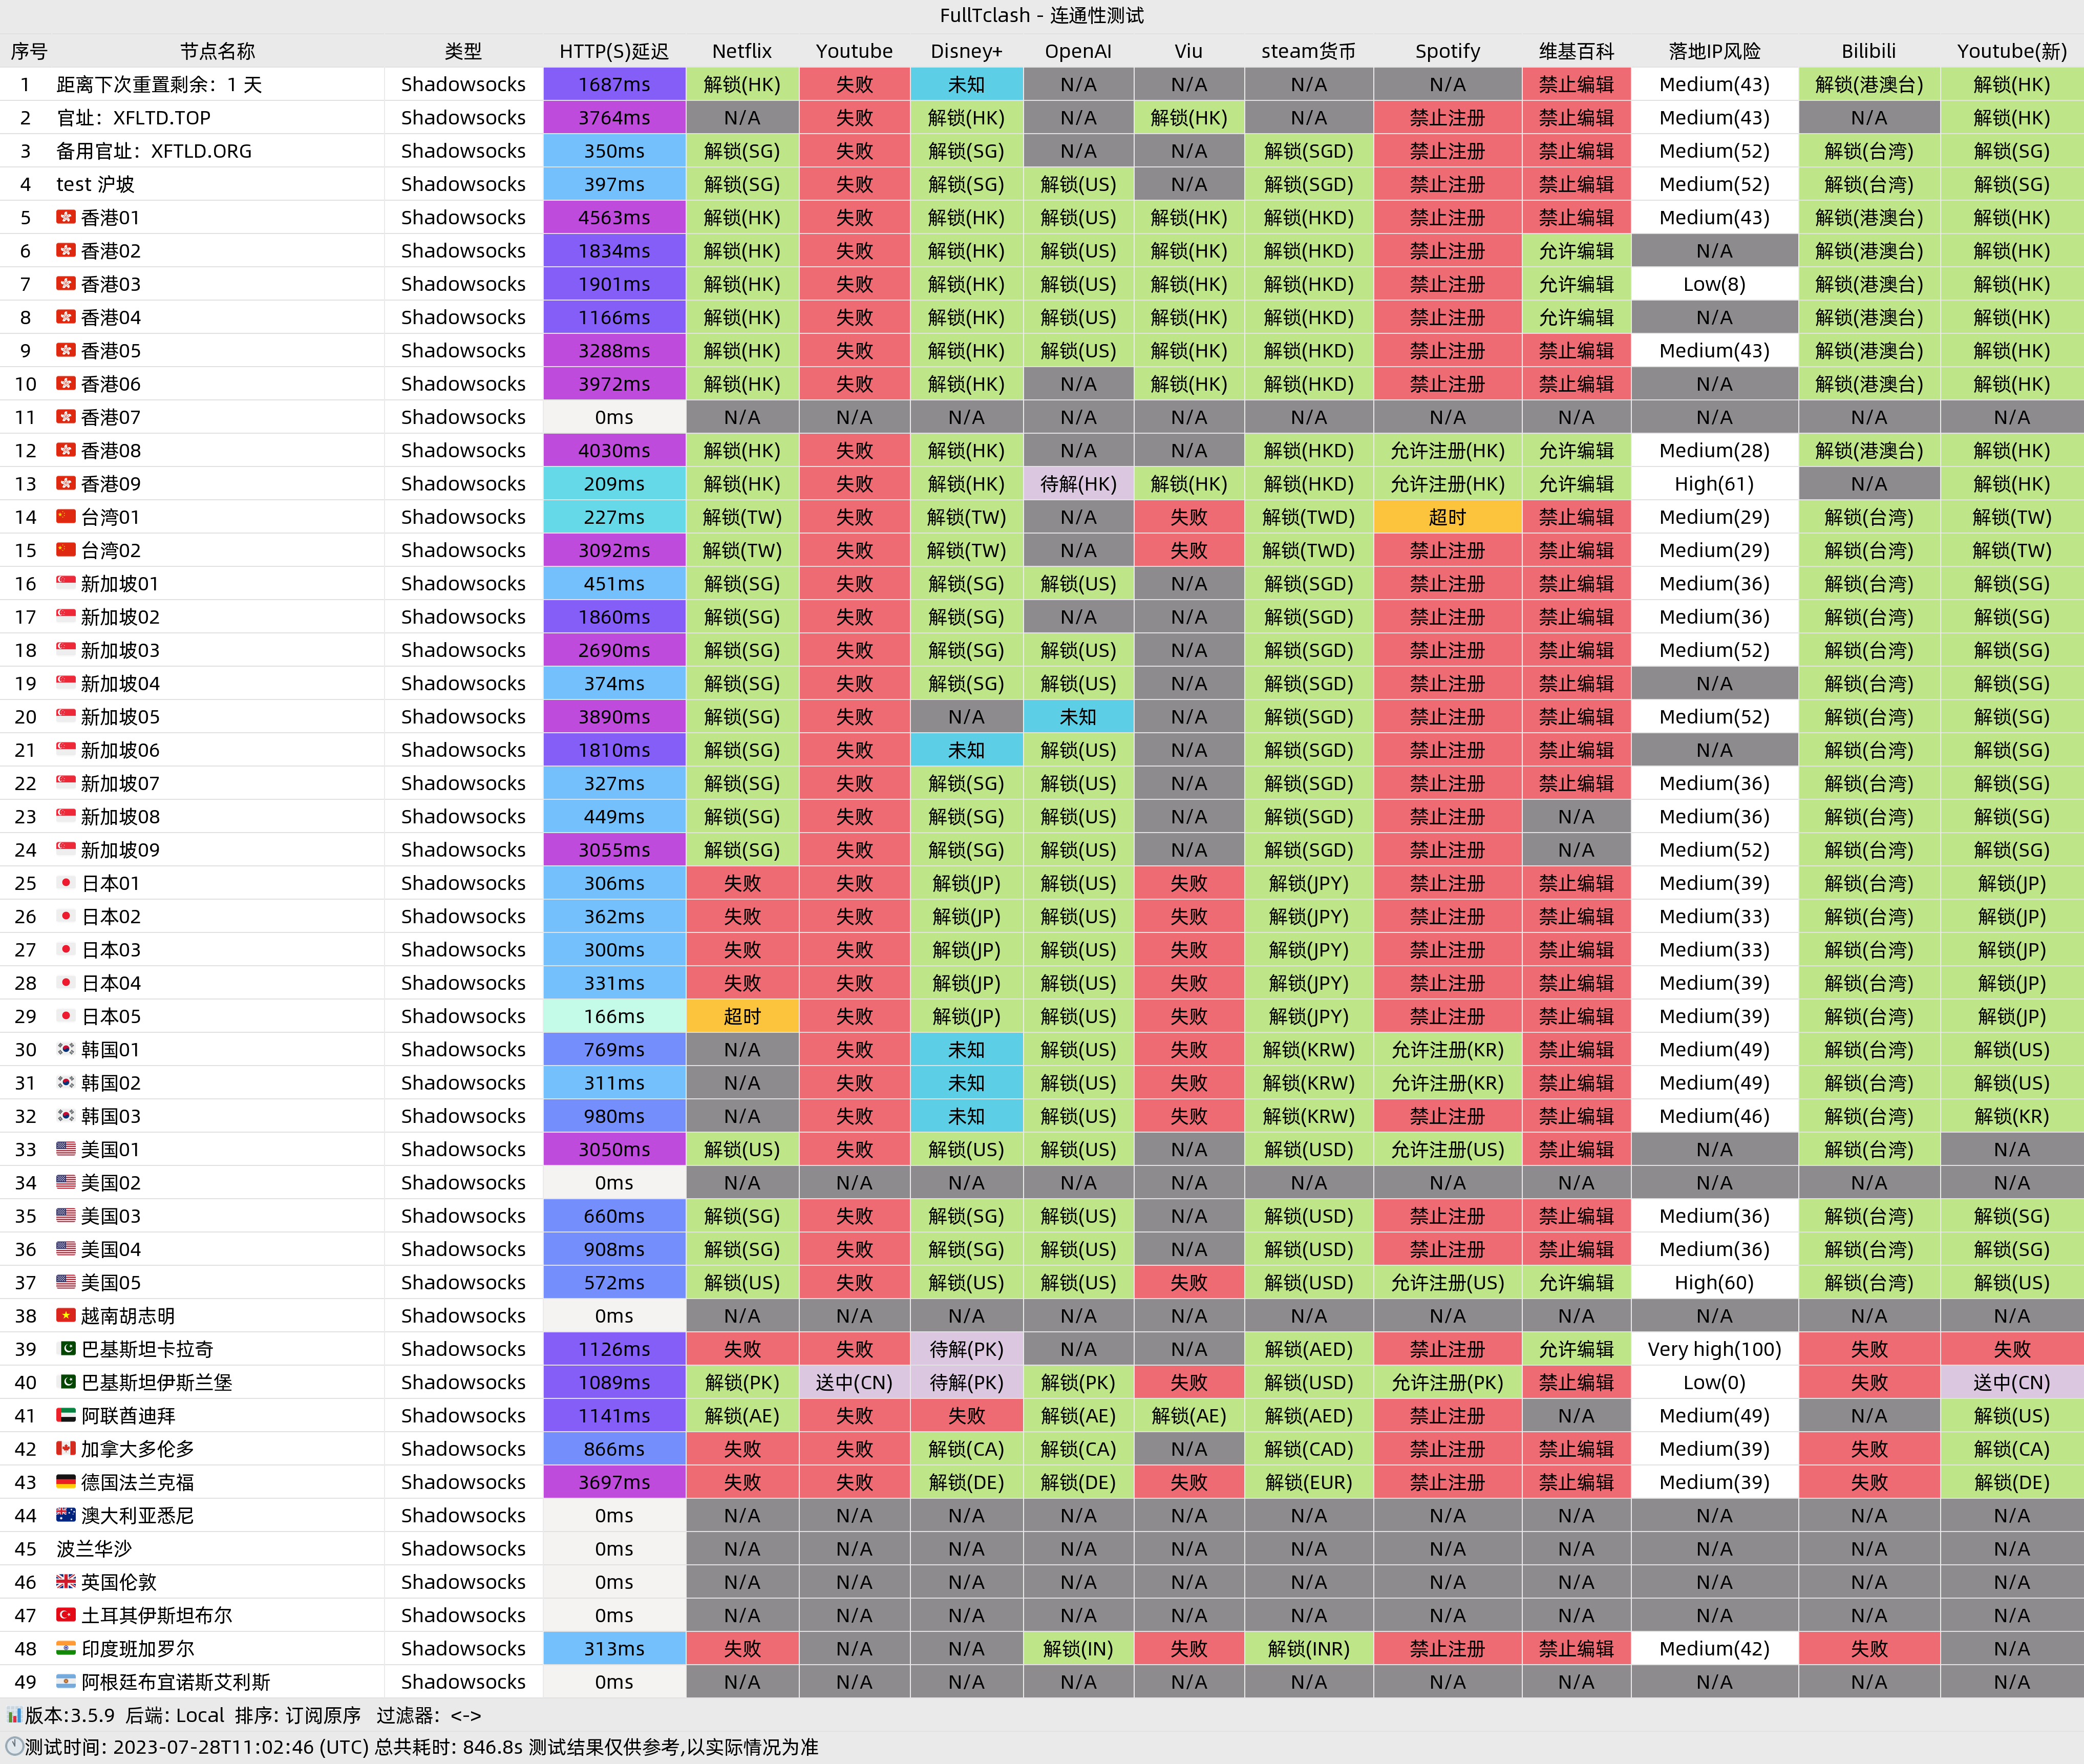 FullTclash - 连通性测试
序号 节点名称 类型 HTTP(S)延迟 Netflix Youtube Disney+ OpenAI Viu steam货币 Spotify 维基百科 落地IP风险 Bilibili Youtube(新)
1 距离下次重置剩余：1 天 Shadowsocks 1687ms 解锁(HK) 失败 未知 N/A N/A N/A N/A 禁止编辑 Medium(43) 解锁(港澳台) 解锁(HK)
2 官址：XFLTD.TOP Shadowsocks 3764ms N/A 失败 解锁(HK) N/A 解锁(HK) N/A 禁止注册 禁止编辑 Medium(43) N/A 解锁(HK)
3 备用官址：XFTLD.ORG Shadowsocks 350ms 解锁(SG) 失败 解锁(SG) N/A N/A 解锁(SGD) 禁止注册 禁止编辑 Medium(52) 解锁(台湾) 解锁(SG)
4 test 沪坡 Shadowsocks 397ms 解锁(SG) 失败 解锁(SG) 解锁(US) N/A 解锁(SGD) 禁止注册 禁止编辑 Medium(52) 解锁(台湾) 解锁(SG)
5 香港01 Shadowsocks 4563ms 解锁(HK) 失败 解锁(HK) 解锁(US) 解锁(HK) 解锁(HKD) 禁止注册 禁止编辑 Medium(43) 解锁(港澳台) 解锁(HK)
6 香港02 Shadowsocks 1834ms 解锁(HK) 失败 解锁(HK) 解锁(US) 解锁(HK) 解锁(HKD) 禁止注册 允许编辑 N/A 解锁(港澳台) 解锁(HK)
7 香港03 Shadowsocks 1901ms 解锁(HK) 失败 解锁(HK) 解锁(US) 解锁(HK) 解锁(HKD) 禁止注册 允许编辑 Low(8) 解锁(港澳台) 解锁(HK)
8 香港04 Shadowsocks 1166ms 解锁(HK) 失败 解锁(HK) 解锁(US) 解锁(HK) 解锁(HKD) 禁止注册 允许编辑 N/A 解锁(港澳台) 解锁(HK)
9 香港05 Shadowsocks 3288ms 解锁(HK) 失败 解锁(HK) 解锁(US) 解锁(HK) 解锁(HKD) 禁止注册 禁止编辑 Medium(43) 解锁(港澳台) 解锁(HK)
10 香港06 Shadowsocks 3972ms 解锁(HK) 失败 解锁(HK) N/A 解锁(HK) 解锁(HKD) 禁止注册 禁止编辑 N/A 解锁(港澳台) 解锁(HK)
11 香港07 Shadowsocks 0ms N/A N/A N/A N/A N/A N/A N/A N/A N/A N/A N/A
12 香港08 Shadowsocks 4030ms 解锁(HK) 失败 解锁(HK) N/A N/A 解锁(HKD) 允许注册(HK) 允许编辑 Medium(28) 解锁(港澳台) 解锁(HK)
13 香港09 Shadowsocks 209ms 解锁(HK) 失败 解锁(HK) 待解(HK) 解锁(HK) 解锁(HKD) 允许注册(HK) 允许编辑 High(61) N/A 解锁(HK)
14 台湾01 Shadowsocks 227ms 解锁(TW) 失败 解锁(TW) N/A 失败 解锁(TWD) 超时 禁止编辑 Medium(29) 解锁(台湾) 解锁(TW)
15 台湾02 Shadowsocks 3092ms 解锁(TW) 失败 解锁(TW) N/A 失败 解锁(TWD) 禁止注册 禁止编辑 Medium(29) 解锁(台湾) 解锁(TW)
16 新加坡01 Shadowsocks 451ms 解锁(SG) 失败 解锁(SG) 解锁(US) N/A 解锁(SGD) 禁止注册 禁止编辑 Medium(36) 解锁(台湾) 解锁(SG)
17 新加坡02 Shadowsocks 1860ms 解锁(SG) 失败 解锁(SG) N/A N/A 解锁(SGD) 禁止注册 禁止编辑 Medium(36) 解锁(台湾) 解锁(SG)
18 新加坡03 Shadowsocks 2690ms 解锁(SG) 失败 解锁(SG) 解锁(US) N/A 解锁(SGD) 禁止注册 禁止编辑 Medium(52) 解锁(台湾) 解锁(SG)
19 新加坡04 Shadowsocks 374ms 解锁(SG) 失败 解锁(SG) 解锁(US) N/A 解锁(SGD) 禁止注册 禁止编辑 N/A 解锁(台湾) 解锁(SG)
20 新加坡05 Shadowsocks 3890ms 解锁(SG) 失败 N/A 未知 N/A 解锁(SGD) 禁止注册 禁止编辑 Medium(52) 解锁(台湾) 解锁(SG)
21 新加坡06 Shadowsocks 1810ms 解锁(SG) 失败 未知 解锁(US) N/A 解锁(SGD) 禁止注册 禁止编辑 N/A 解锁(台湾) 解锁(SG)
22 新加坡07 Shadowsocks 327ms 解锁(SG) 失败 解锁(SG) 解锁(US) N/A 解锁(SGD) 禁止注册 禁止编辑 Medium(36) 解锁(台湾) 解锁(SG)
23 新加坡08 Shadowsocks 449ms 解锁(SG) 失败 解锁(SG) 解锁(US) N/A 解锁(SGD) 禁止注册 N/A Medium(36) 解锁(台湾) 解锁(SG)
24 新加坡09 Shadowsocks 3055ms 解锁(SG) 失败 解锁(SG) 解锁(US) N/A 解锁(SGD) 禁止注册 N/A Medium(52) 解锁(台湾) 解锁(SG)
25 日本01 Shadowsocks 306ms 失败 失败 解锁(JP) 解锁(US) 失败 解锁(JPY) 禁止注册 禁止编辑 Medium(39) 解锁(台湾) 解锁(JP)
26 日本02 Shadowsocks 362ms 失败 失败 解锁(JP) 解锁(US) 失败 解锁(JPY) 禁止注册 禁止编辑 Medium(33) 解锁(台湾) 解锁(JP)
27 日本03 Shadowsocks 300ms 失败 失败 解锁(JP) 解锁(US) 失败 解锁(JPY) 禁止注册 禁止编辑 Medium(33) 解锁(台湾) 解锁(JP)
28 日本04 Shadowsocks 331ms 失败 失败 解锁(JP) 解锁(US) 失败 解锁(JPY) 禁止注册 禁止编辑 Medium(39) 解锁(台湾) 解锁(JP)
29 日本05 Shadowsocks 166ms 超时 失败 解锁(JP) 解锁(US) 失败 解锁(JPY) 禁止注册 禁止编辑 Medium(39) 解锁(台湾) 解锁(JP)
30 韩国01 Shadowsocks 769ms N/A 失败 未知 解锁(US) 失败 解锁(KRW) 允许注册(KR) 禁止编辑 Medium(49) 解锁(台湾) 解锁(US)
31 韩国02 Shadowsocks 311ms N/A 失败 未知 解锁(US) 失败 解锁(KRW) 允许注册(KR) 禁止编辑 Medium(49) 解锁(台湾) 解锁(US)
32 韩国03 Shadowsocks 980ms N/A 失败 未知 解锁(US) 失败 解锁(KRW) 禁止注册 禁止编辑 Medium(46) 解锁(台湾) 解锁(KR)
33 美国01 Shadowsocks 3050ms 解锁(US) 失败 解锁(US) 解锁(US) N/A 解锁(USD) 允许注册(US) 禁止编辑 N/A 解锁(台湾) N/A
34 美国02 Shadowsocks 0ms N/A N/A N/A N/A N/A N/A N/A N/A N/A N/A N/A
35 美国03 Shadowsocks 660ms 解锁(SG) 失败 解锁(SG) 解锁(US) N/A 解锁(USD) 禁止注册 禁止编辑 Medium(36) 解锁(台湾) 解锁(SG)
36 美国04 Shadowsocks 908ms 解锁(SG) 失败 解锁(SG) 解锁(US) N/A 解锁(USD) 禁止注册 禁止编辑 Medium(36) 解锁(台湾) 解锁(SG)
37 美国05 Shadowsocks 572ms 解锁(US) 失败 解锁(US) 解锁(US) 失败 解锁(USD) 允许注册(US) 允许编辑 High(60) 解锁(台湾) 解锁(US)
38 越南胡志明 Shadowsocks 0ms N/A N/A N/A N/A N/A N/A N/A N/A N/A N/A N/A
39 巴基斯坦卡拉奇 Shadowsocks 1126ms 失败 失败 待解(PK) N/A N/A 解锁(AED) 禁止注册 允许编辑 Very high(100) 失败 失败
40 巴基斯坦伊斯兰堡 Shadowsocks 1089ms 解锁(PK) 送中(CN) 待解(PK) 解锁(PK) 失败 解锁(USD) 允许注册(PK) 禁止编辑 Low(0) 失败 送中(CN)
41 阿联酋迪拜 Shadowsocks 1141ms 解锁(AE) 失败 失败 解锁(AE) 解锁(AE) 解锁(AED) 禁止注册 N/A Medium(49) N/A 解锁(US)
42 加拿大多伦多 Shadowsocks 866ms 失败 失败 解锁(CA) 解锁(CA) N/A 解锁(CAD) 禁止注册 禁止编辑 Medium(39) 失败 解锁(CA)
43 德国法兰克福 Shadowsocks 3697ms 失败 失败 解锁(DE) 解锁(DE) 失败 解锁(EUR) 禁止注册 禁止编辑 Medium(39) 失败 解锁(DE)
44 澳大利亚悉尼 Shadowsocks 0ms N/A N/A N/A N/A N/A N/A N/A N/A N/A N/A N/A
45 波兰华沙 Shadowsocks 0ms N/A N/A N/A N/A N/A N/A N/A N/A N/A N/A N/A
46 英国伦敦 Shadowsocks 0ms N/A N/A N/A N/A N/A N/A N/A N/A N/A N/A N/A
47 土耳其伊斯坦布尔 Shadowsocks 0ms N/A N/A N/A N/A N/A N/A N/A N/A N/A N/A N/A
48 印度班加罗尔 Shadowsocks 313ms 失败 N/A N/A 解锁(IN) 失败 解锁(INR) 禁止注册 禁止编辑 Medium(42) 失败 N/A
49 阿根廷布宜诺斯艾利斯 Shadowsocks 0ms N/A N/A N/A N/A N/A N/A N/A N/A N/A N/A N/A
版本:3.5.9 后端: Local 排序: 订阅原序 过滤器: <->
测试时间: 2023-07-28T11:02:46 (UTC) 总共耗时: 846.8s 测试结果仅供参考,以实际情况为准